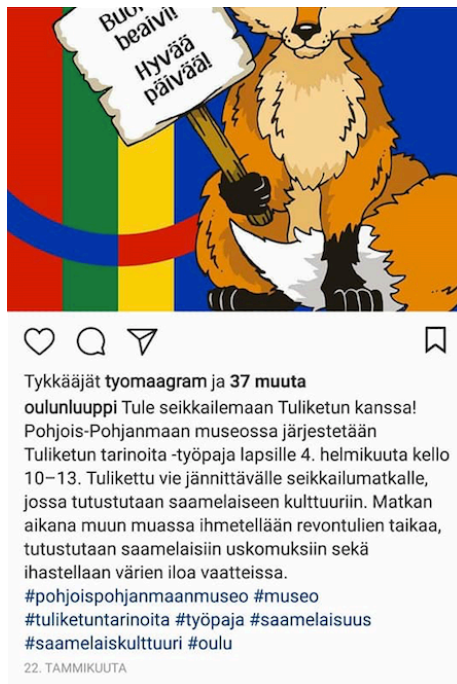 beaivi!
Hyvää
päivää!
Tykkääjät tyomaagram ja 37 muuta
oulunluuppi Tule seikkailemaan Tuliketun kanssa!
Pohjois-Pohjanmaan museossa järjestetään
Tuliketun tarinoita -työpaja lapsille 4. helmikuuta kello
10–13. Tulikettu vie jännittävälle seikkailumatkalle,
jossa tutustutaan saamelaiseen kulttuuriin. Matkan
aikana muun muassa ihmetellään revontulien taikaa,
tutustutaan saamelaisiin uskomuksiin sekä
ihastellaan värien iloa vaatteissa.
#pohjoispohjanmaanmuseo #museo
#tuliketuntarinoita #työpaja #saamelaisuus
#saamelaiskulttuuri #oulu
22. TAMMIKUUTA